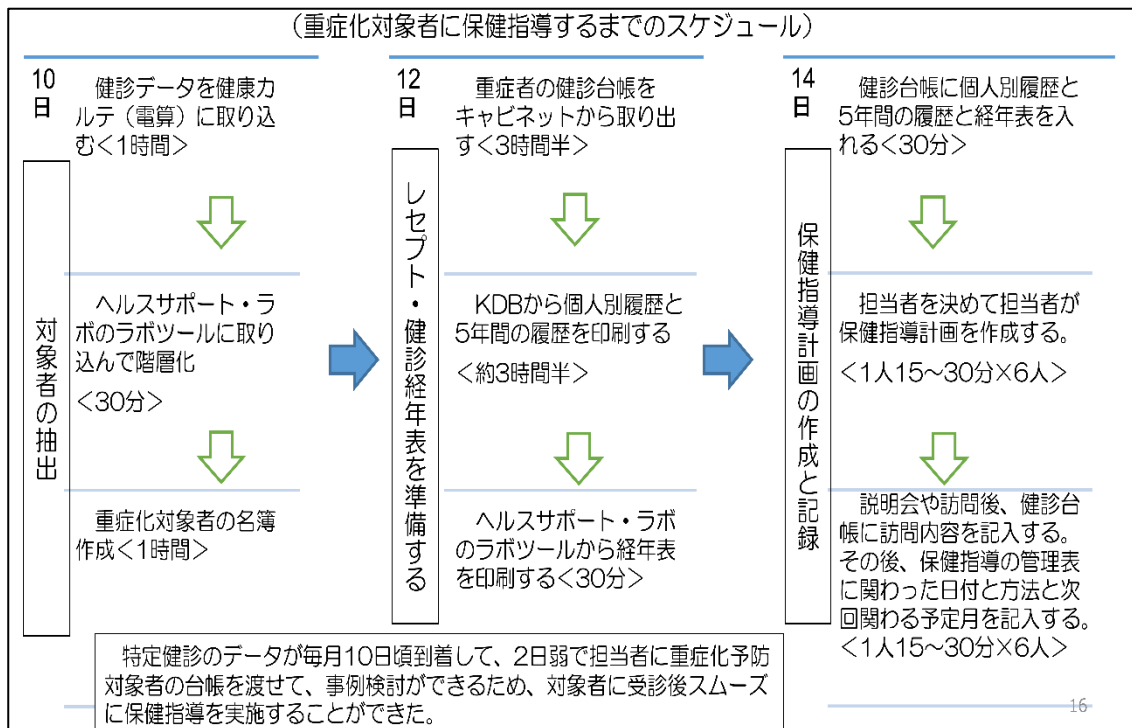 (重症化対象者に保健指導するまでのスケジュール)
10日
対象者の抽出
健診データを健康カ
ルテ（電算）に取り込
む<1時間>
ヘルスサポート・ラ
ボのラボツールに取り
込んで階層化
<30分>
重症化対象者の名簿
作成<1時間>
12日
レセプト・健診経年表を準備する
重症者の健診台帳を
キャビネットから取り出
す<3時間半>
KDBから個人別履歴と
5年間の履歴を印刷する
<約3時間半>
ヘルスサポート・ラボ
のラボツールから経年表
を印刷する<30分>
14日
保健指導計画の作成と記録
健診台帳に個人別履歴と
5年間の履歴と経年表を入
れる<30分>
担当者を決めて担当者が
保健指導計画を作成する。
<1人15～30分×6人>
説明会や訪問後、健診台
帳に訪問内容を記入する。
その後、保健指導の管理表
に関わった日付と方法と次
回関わる予定月を記入する。
<1人15～30分×6人>
特定健診のデータが毎月10日頃到着して、2日弱で担当者に重症化予防
対象者の台帳を渡せて、事例検討ができるため、対象者に受診後スムーズ
に保健指導を実施することができた。
16